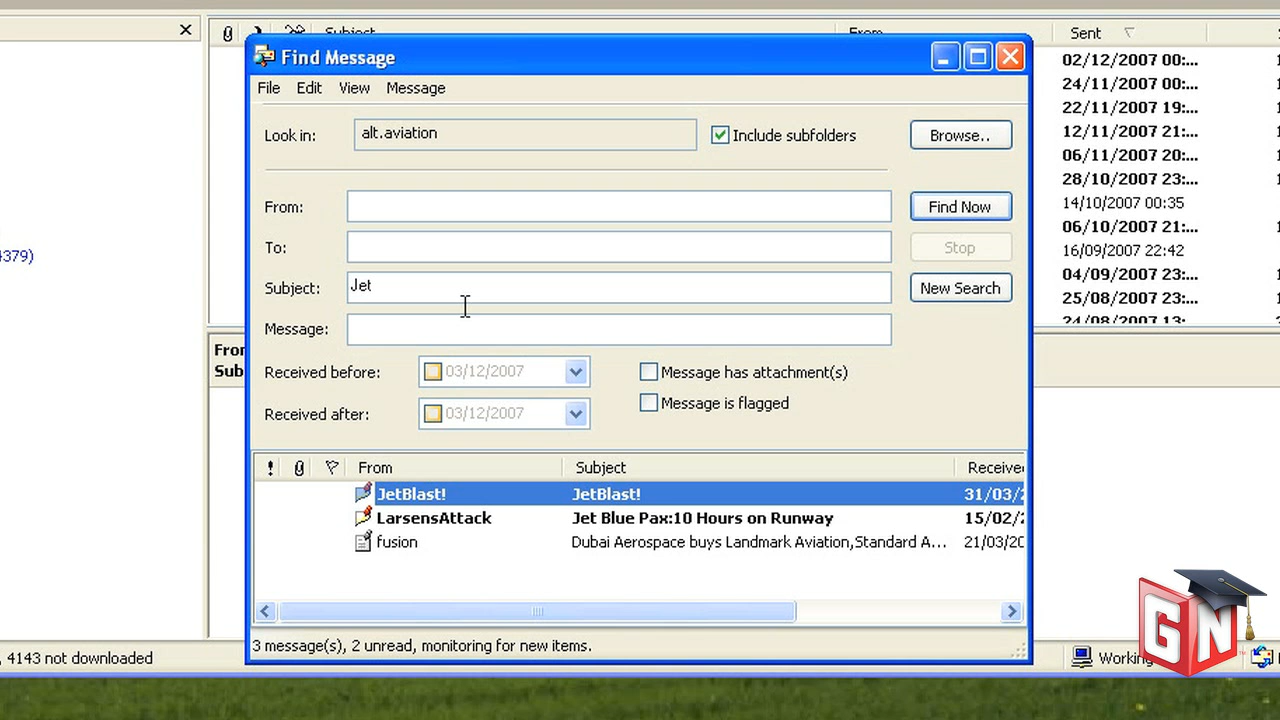 Subject From Sent
Find Message
File Edit View Message
Look in: alt.aviation Include subfolders Browse..
From: Find Now
To: Stop
Subject: Jet New Search
Message:
Received before: 03/12/2007 Message has attachment(s)
Received after: 03/12/2007 Message is flagged
! From Subject Receive
JetBlast! JetBlast! 31/03/2
LarsensAttack Jet Blue Pax:10 Hours on Runway 15/02/2
fusion Dubai Aerospace buys Landmark Aviation,Standard A... 21/03/20
3 message(s), 2 unread, monitoring for new items.
02/12/2007 00:...
24/11/2007 00:...
22/11/2007 19:...
12/11/2007 21:...
06/11/2007 20:...
28/10/2007 23:...
14/10/2007 00:35
06/10/2007 21:...
16/09/2007 22:42
04/09/2007 23:...
25/08/2007 23:...
24/08/2007 13:...
4379)
From
Sub
, 4143 not downloaded
Working
GN